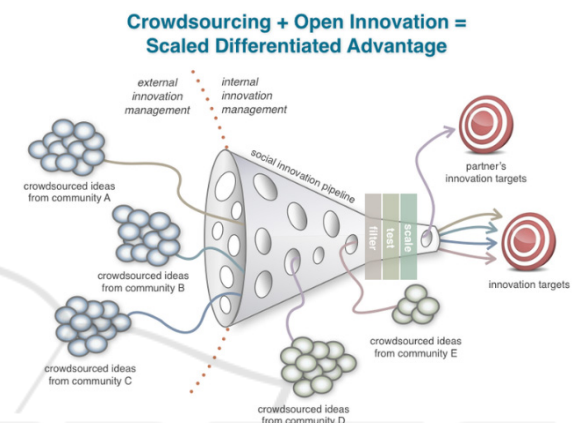 Crowdsourcing + Open Innovation =
Scaled Differentiated Advantage
external
innovation
management
internal
innovation
management
social innovation pipeline
crowdsourced ideas
from community A
crowdsourced ideas
from community B
crowdsourced ideas
from community C
crowdsourced ideas
from community D
crowdsourced ideas
from community E
filter
test
scale
partner's
innovation targets
innovation targets